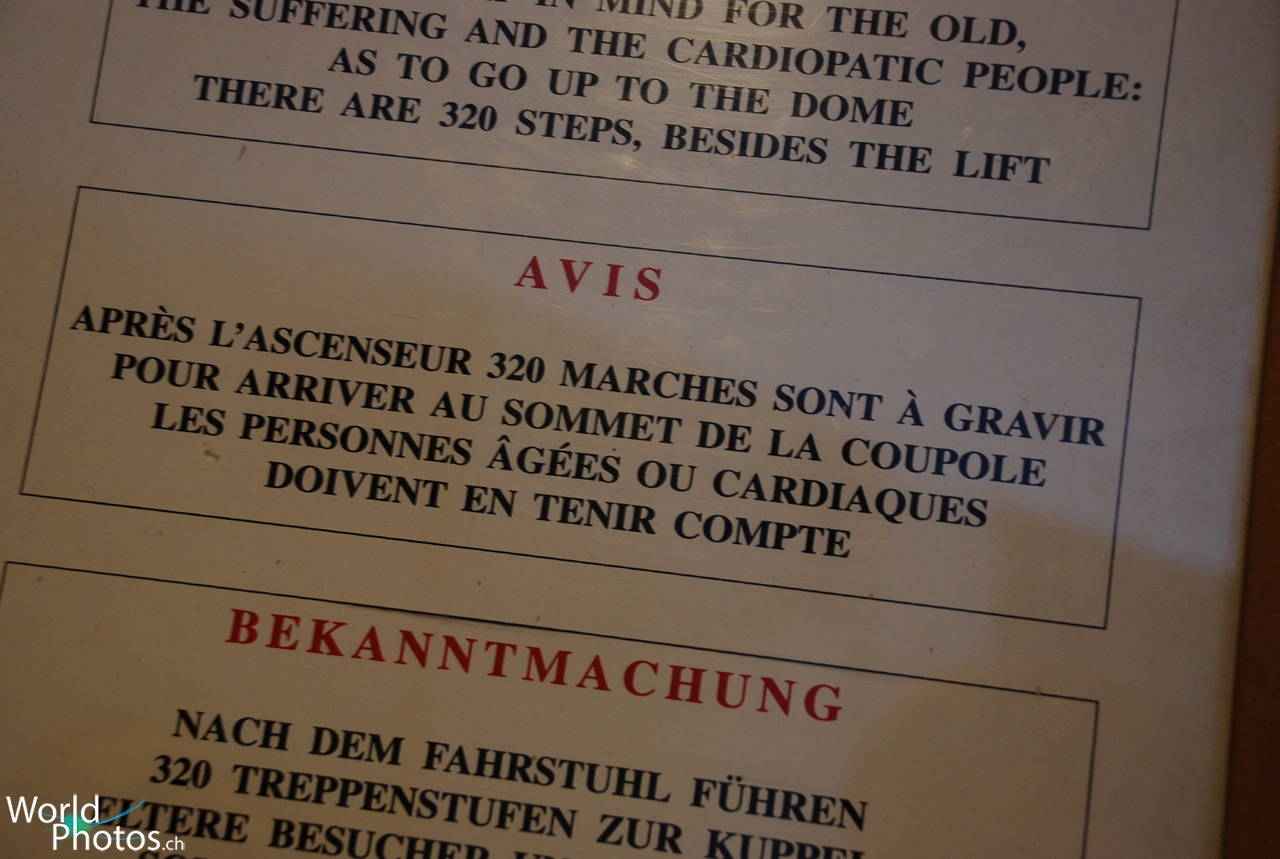 IN MIND FOR THE OLD,
THE SUFFERING AND THE CARDIOPATIC PEOPLE:
AS TO GO UP TO THE DOME
THERE ARE 320 STEPS, BESIDES THE LIFT
AVIS
APRÈS L'ASCENSEUR 320 MARCHES SONT À GRAVIR
POUR ARRIVER AU SOMMET DE LA COUPOLE
LES PERSONNES ÂGÉES OU CARDIAQUES
DOIVENT EN TENIR COMPTE
BEKANNTMACHUNG
NACH DEM FAHRSTUHL FÜHREN
320 TREPPENSTUFEN ZUR KUPPEL
ELTERE BESUCHER
World
Photos.ch